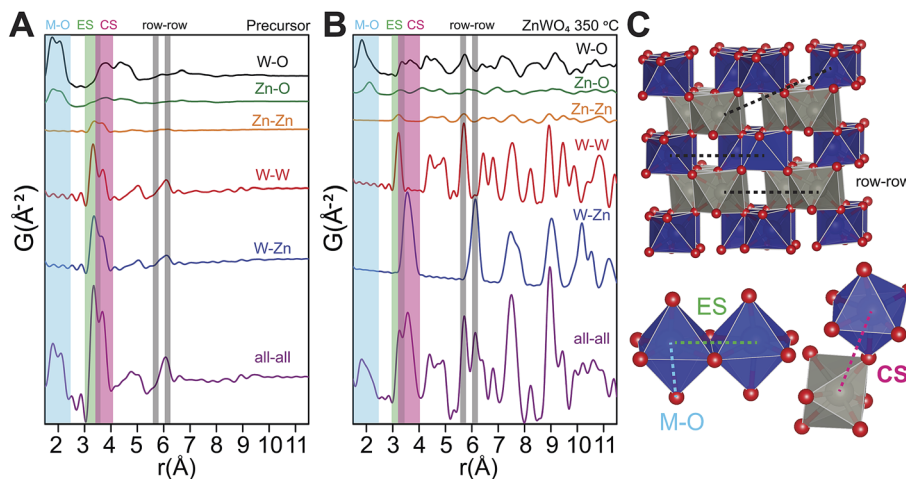 A
M-O ES CS row-row Precursor
W-O
Zn-O
Zn-Zn
W-W
W-Zn
all-all
G(Å-2)
2 3 4 5 6 7 8 9 10 11
r(Å)
B
M-O ES CS row-row ZnWO4 350 °C
W-O
Zn-O
Zn-Zn
W-W
W-Zn
all-all
G(Å-2)
2 3 4 5 6 7 8 9 10 11
r(Å)
C
row-row
ES
M-O
CS